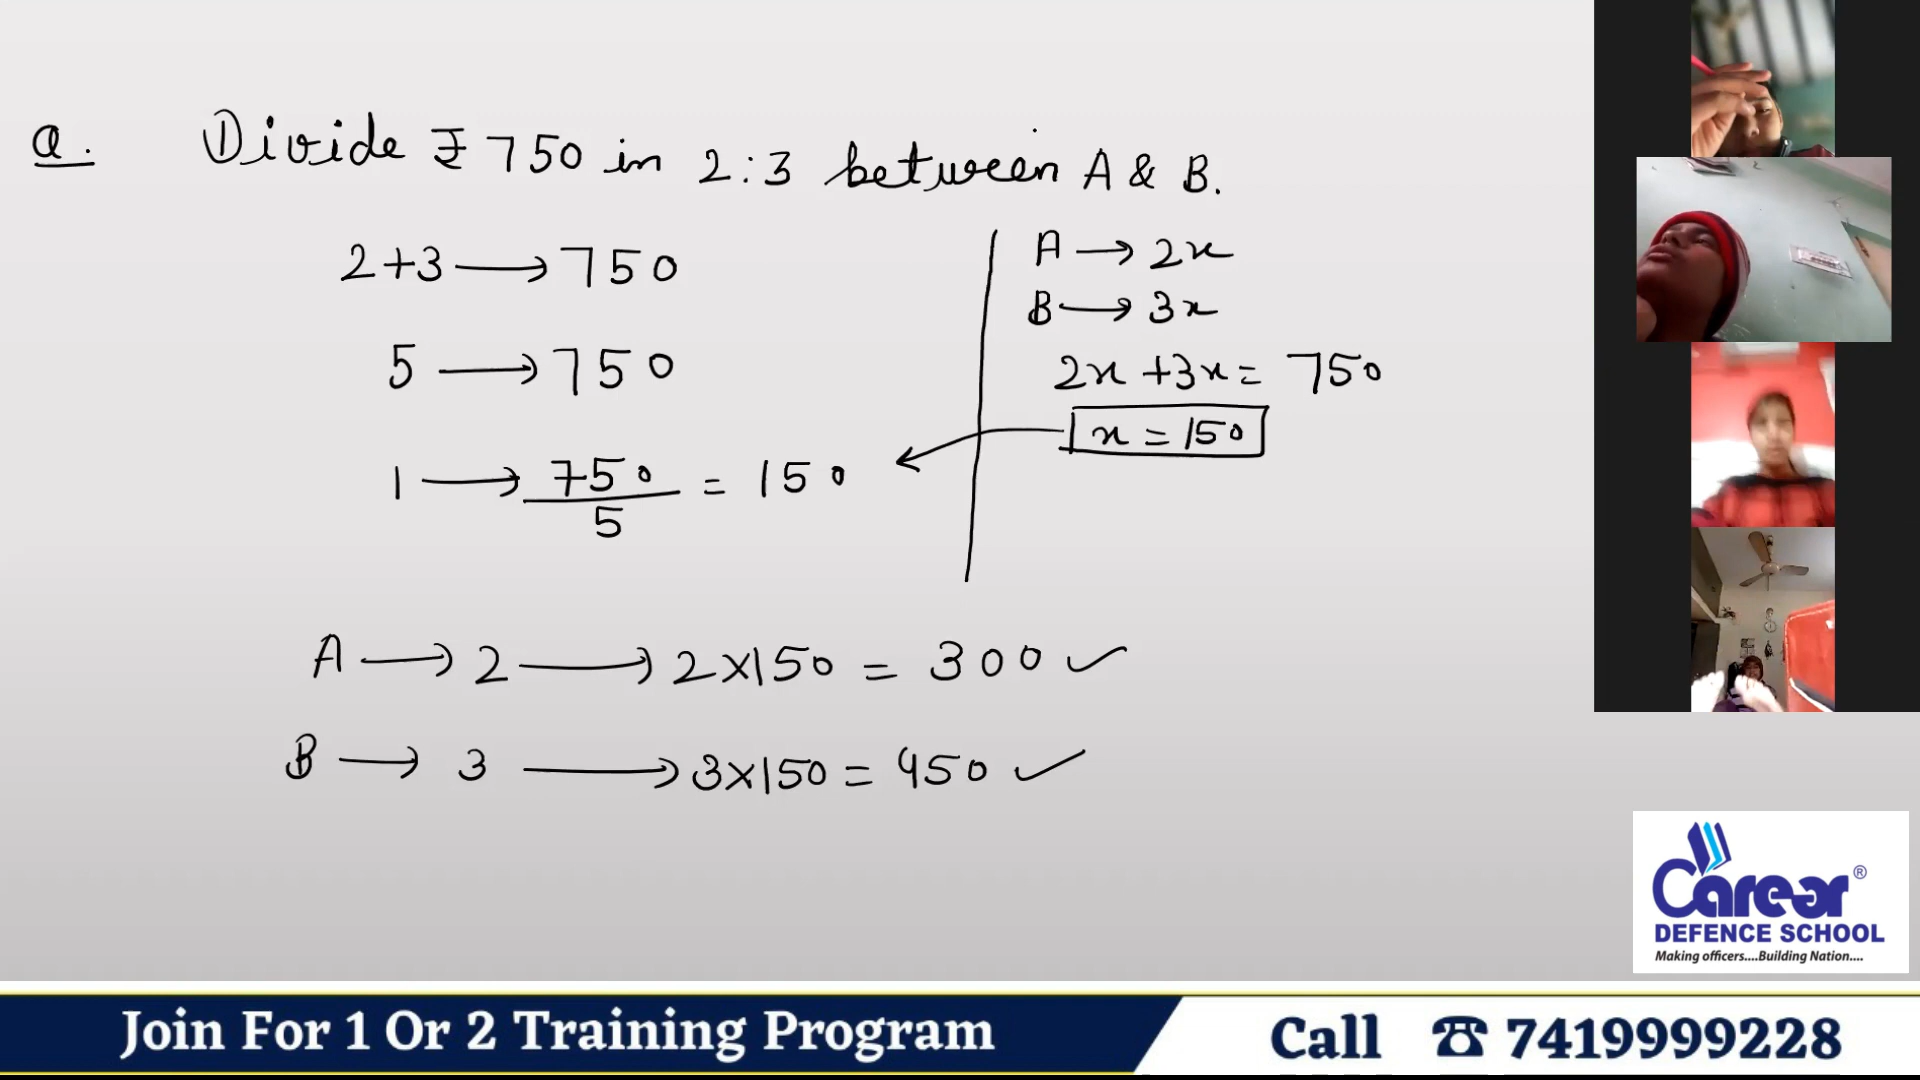 Q. Divide ₹ 750 in 2:3 between A & B.
2+3 → 750
5 → 750
1 → 750/5 = 150
A → 2x
B → 3x
2x + 3x = 750
x = 150
A → 2 → 2×150 = 300 ✓
B → 3 → 3×150 = 450 ✓
Career®
DEFENCE SCHOOL
Making officers....Building Nation....
Join For 1 Or 2 Training Program
Call ☎ 7419999228